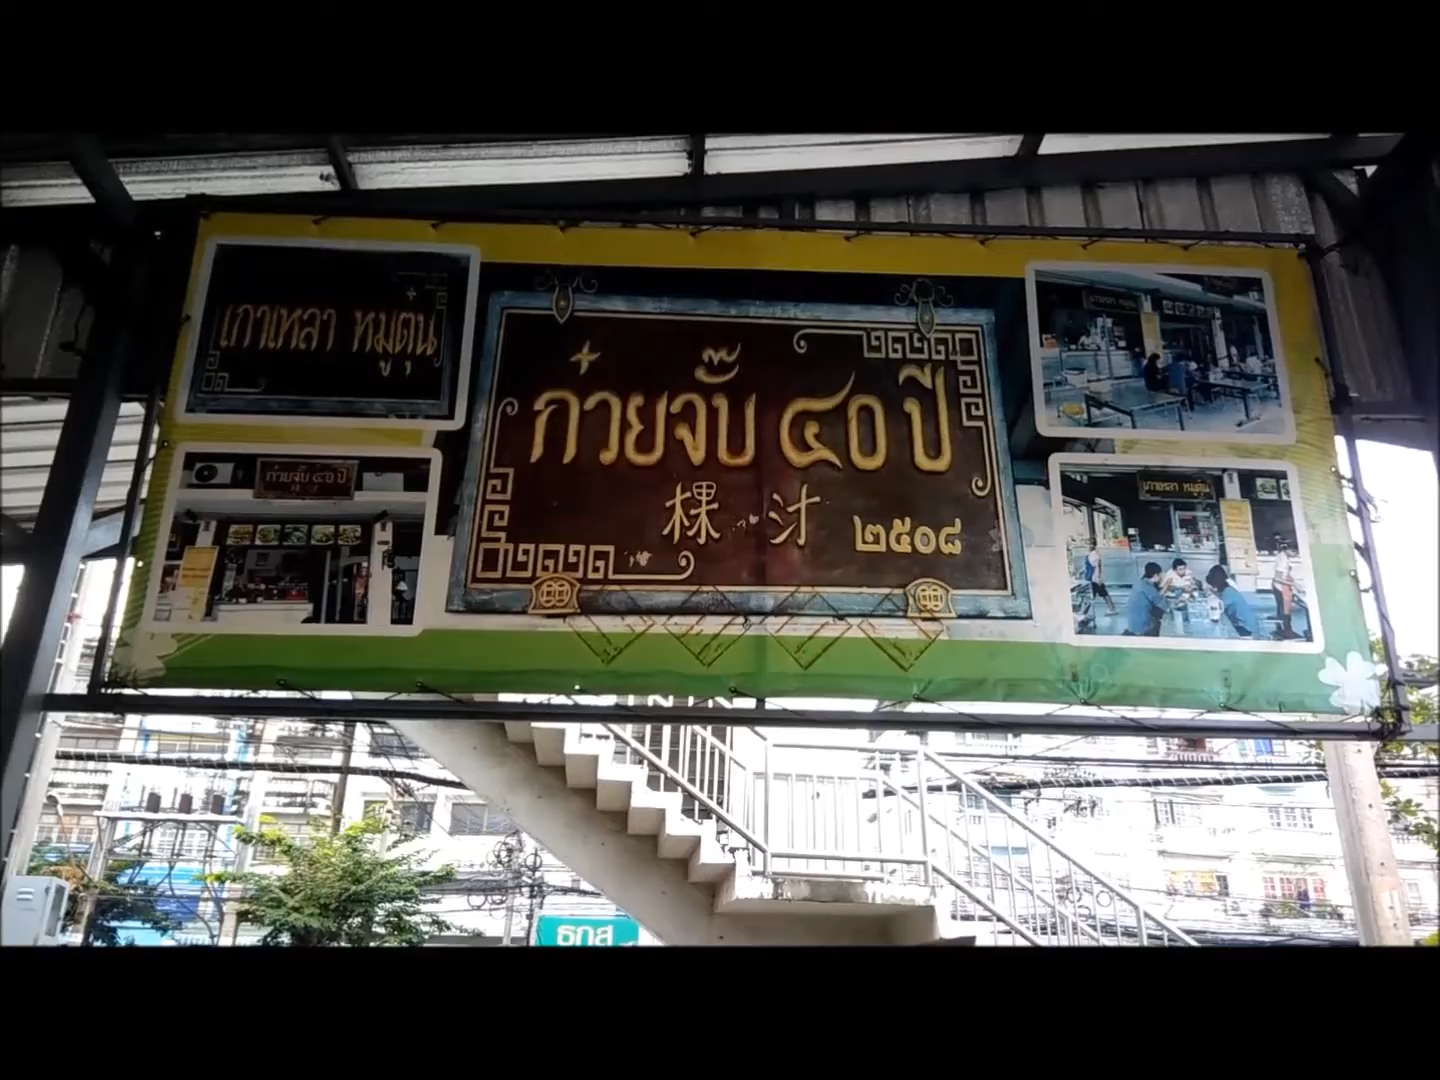 เกาเหลา หมูตุ๋น
ก๋วยจั๊บ ๔๐ ปี
粿 汁
๒๕๐๘
ก๋วยจั๊บ ๔๐ ปี
เกาเหลา หมูตุ๋น
ธกส